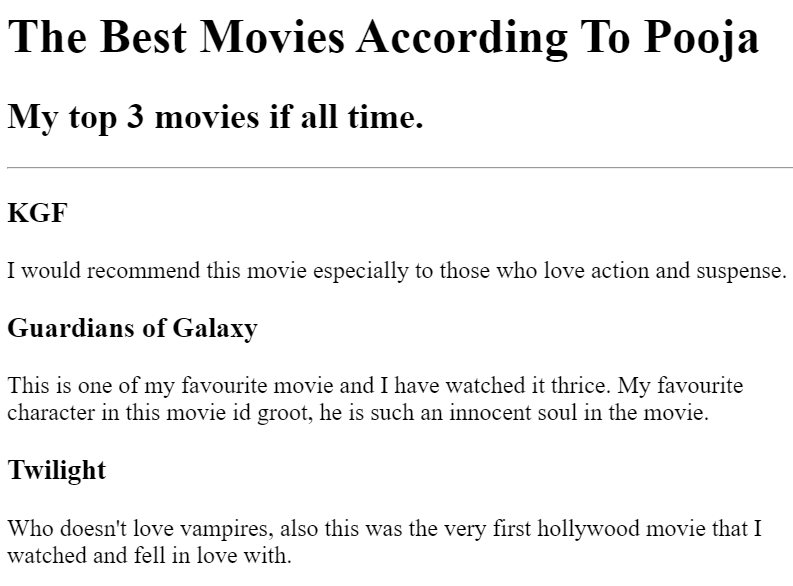 The Best Movies According To Pooja
My top 3 movies if all time.
KGF
I would recommend this movie especially to those who love action and suspense.
Guardians of Galaxy
This is one of my favourite movie and I have watched it thrice. My favourite
character in this movie id groot, he is such an innocent soul in the movie.
Twilight
Who doesn't love vampires, also this was the very first hollywood movie that I
watched and fell in love with.